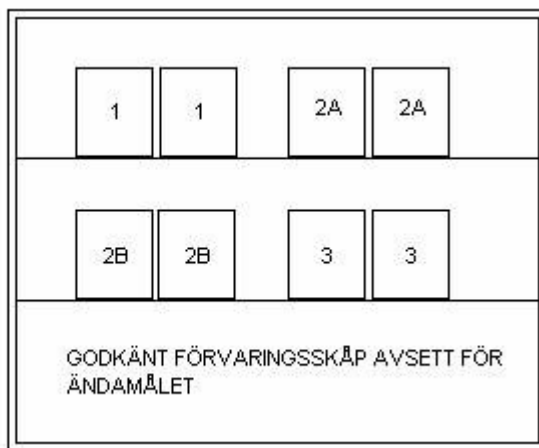 1 1 2A 2A
2B 2B 3 3
GODKÄNT FÖRVARINGSSKÅP AVSETT FÖR
ÄNDAMÅLET